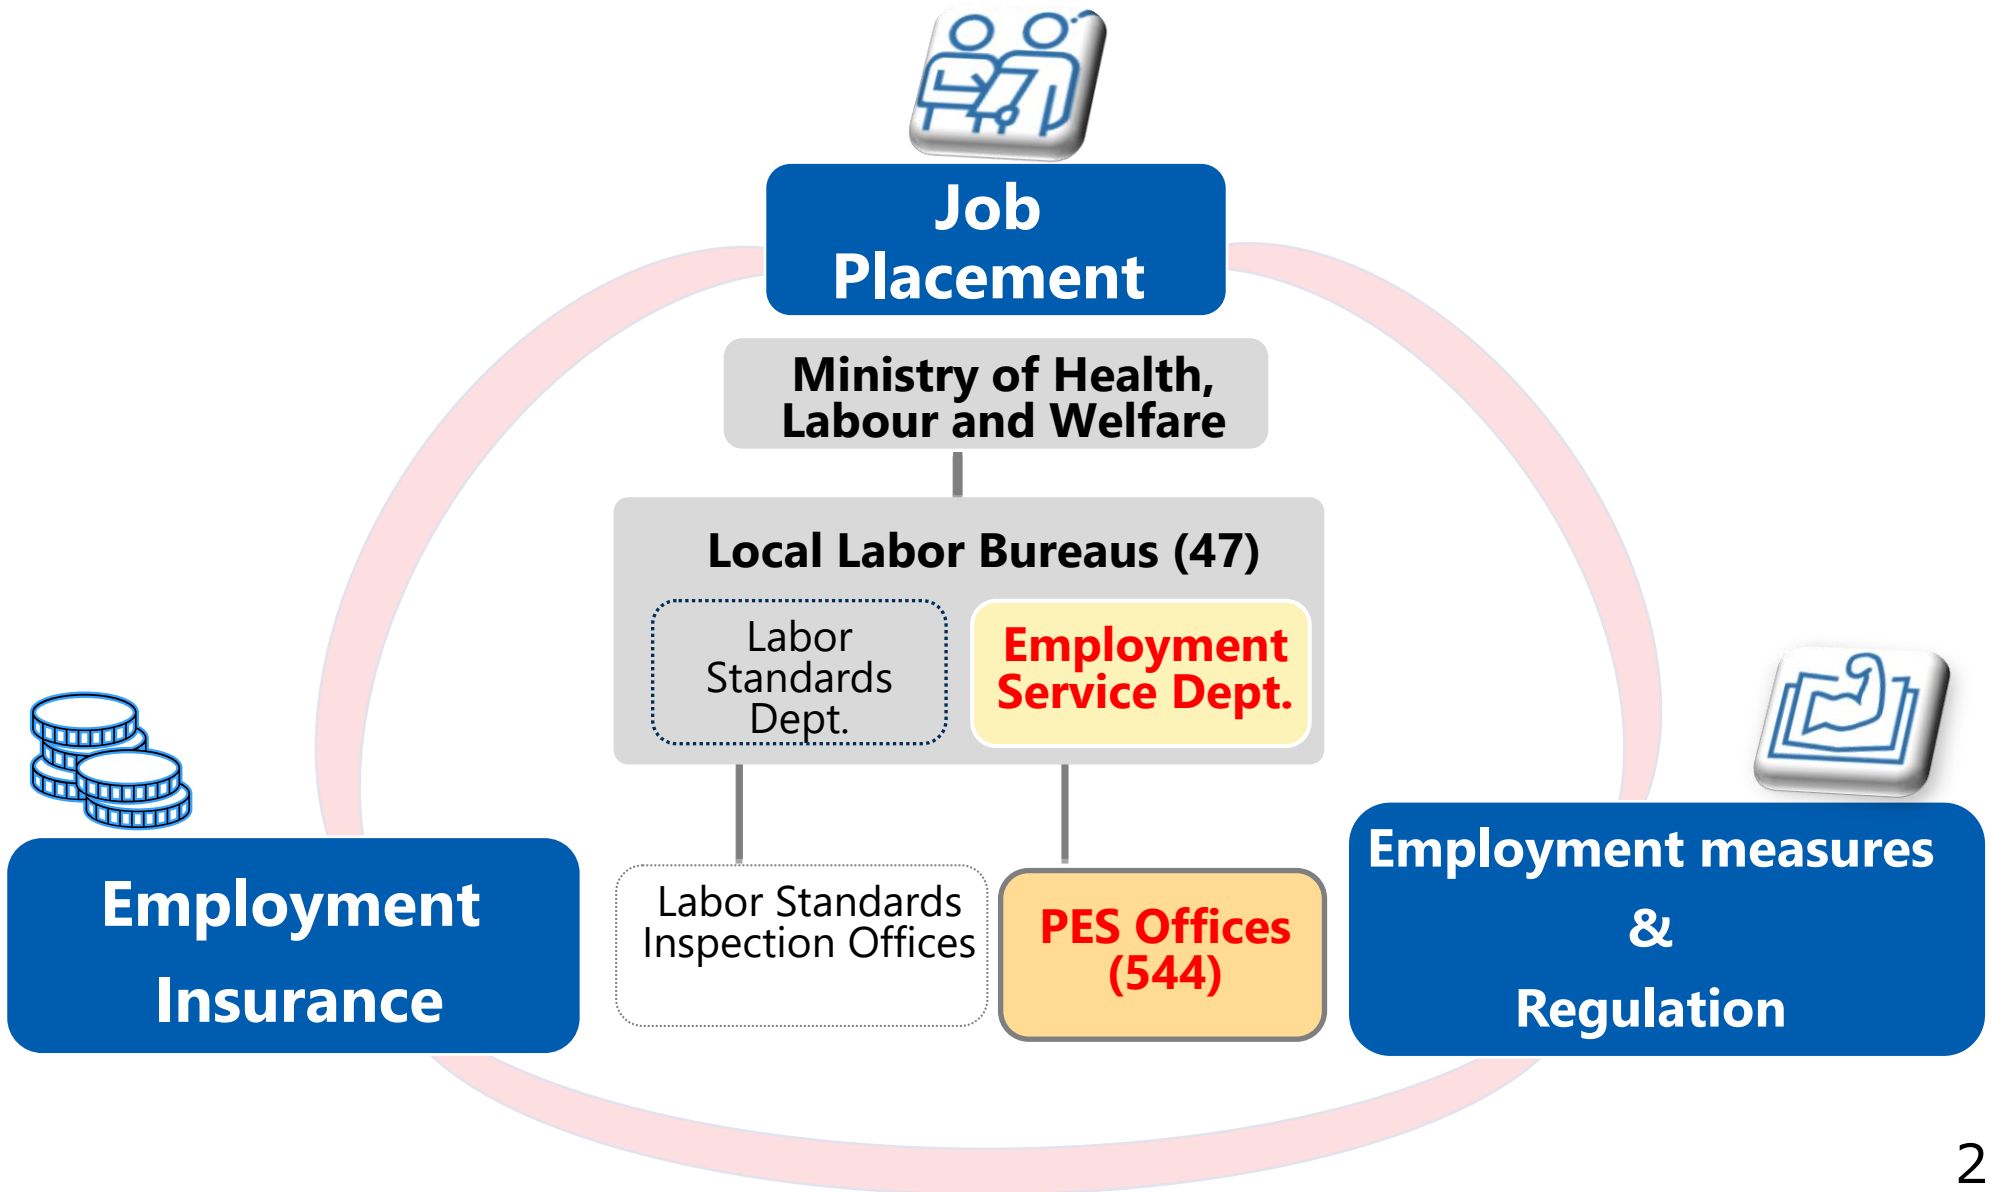 Job
Placement
Ministry of Health,
Labour and Welfare
Local Labor Bureaus (47)
Labor
Standards
Dept.
Employment
Service Dept.
Labor Standards
Inspection Offices
PES Offices
(544)
Employment
Insurance
Employment measures
&
Regulation
2